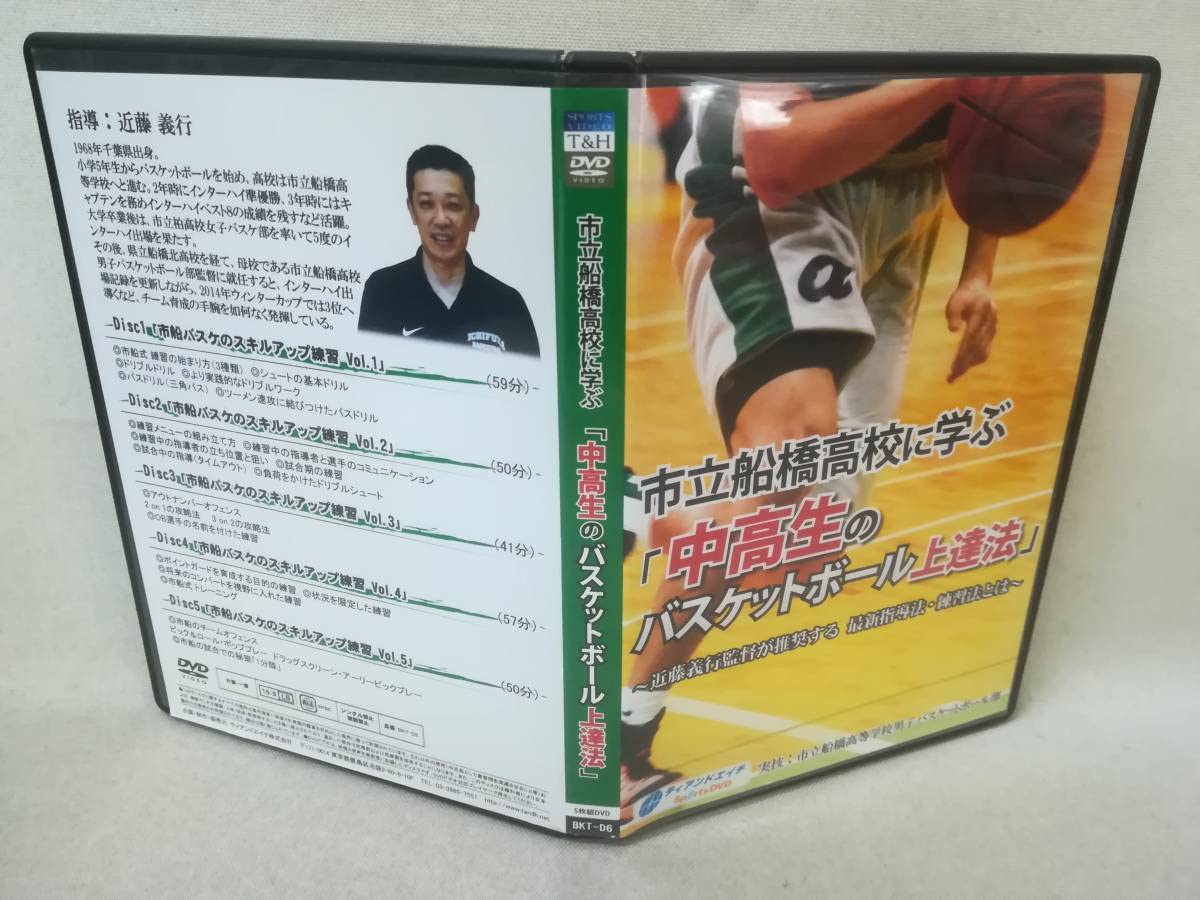 指導：近藤 義行
1968年千葉県出身。
小学5年生からバスケットボールを始め、高校は市立船橋高
等学校へと進む。2年時にインターハイ準優勝、3年時にはキ
ャプテンを務めインターハイベスト8の成績を残すなど活躍。
大学卒業後は、市立柏高校女子バスケ部を率いて5度のイ
ンターハイ出場を果たす。
その後、県立船橋北高校を経て、母校である市立船橋高校
男子バスケットボール部監督に就任すると、インターハイ出
場記録を更新しながら、2014年ウィンターカップでは3位へ
導くなど、チーム育成の手腕を如何なく発揮している。
Disc1「市船バスケのスキルアップ練習 Vol.1」
(59分)
◎市船式 練習の始まり方(3種類) ◎シュートの基本ドリル
◎ドリブルドリル ◎より実践的なドリブルワーク
◎パスドリル(三角パス) ◎ツーメン速攻に結びつけたパスドリル
Disc2「市船バスケのスキルアップ練習 Vol.2」
(50分)
◎練習メニューの組み立て方 ◎練習中の指導者と選手のコミュニケーション
◎練習中の指導者の立ち位置と狙い ◎試合期の練習
◎試合中の指導(タイムアウト) ◎負荷をかけたドリブルシュート
Disc3「市船バスケのスキルアップ練習 Vol.3」
(41分)
◎アウトナンバーオフェンス
2 on 1の攻略法 3 on 2の攻略法
◎OB選手の名前を付けた練習
Disc4「市船バスケのスキルアップ練習 Vol.4」
(57分)
◎ポイントガードを育成する目的の練習 ◎状況を限定した練習
◎将来のコンバートを視野に入れた練習
◎市船式 トレーニング
Disc5「市船バスケのスキルアップ練習 Vol.5」
(50分)
◎市船のチームオフェンス
ピック&ロール・ポッププレー ドラッグスクリーン・アーリーピックプレー
◎市船の試合での秘策「1分間」
DVD
VIDEO
片面一層
16:9 LB
ALL
NTSC
レンタル禁止
複製禁止
品番
BKT-D6
http://www.tandh.net
ICHIFUNA
SPORTS
VIDEO
T&H
DVD
VIDEO
市立船橋高校に学ぶ
「中高生のバスケットボール上達法」
5枚組DVD
BKT-D6
市立船橋高校に学ぶ
「中高生の
バスケットボール上達法」
～近藤義行監督が推奨する 最新指導法・練習法とは～
実技：市立船橋高等学校男子バスケットボール部
ティアンドエイチ
Sports DVD